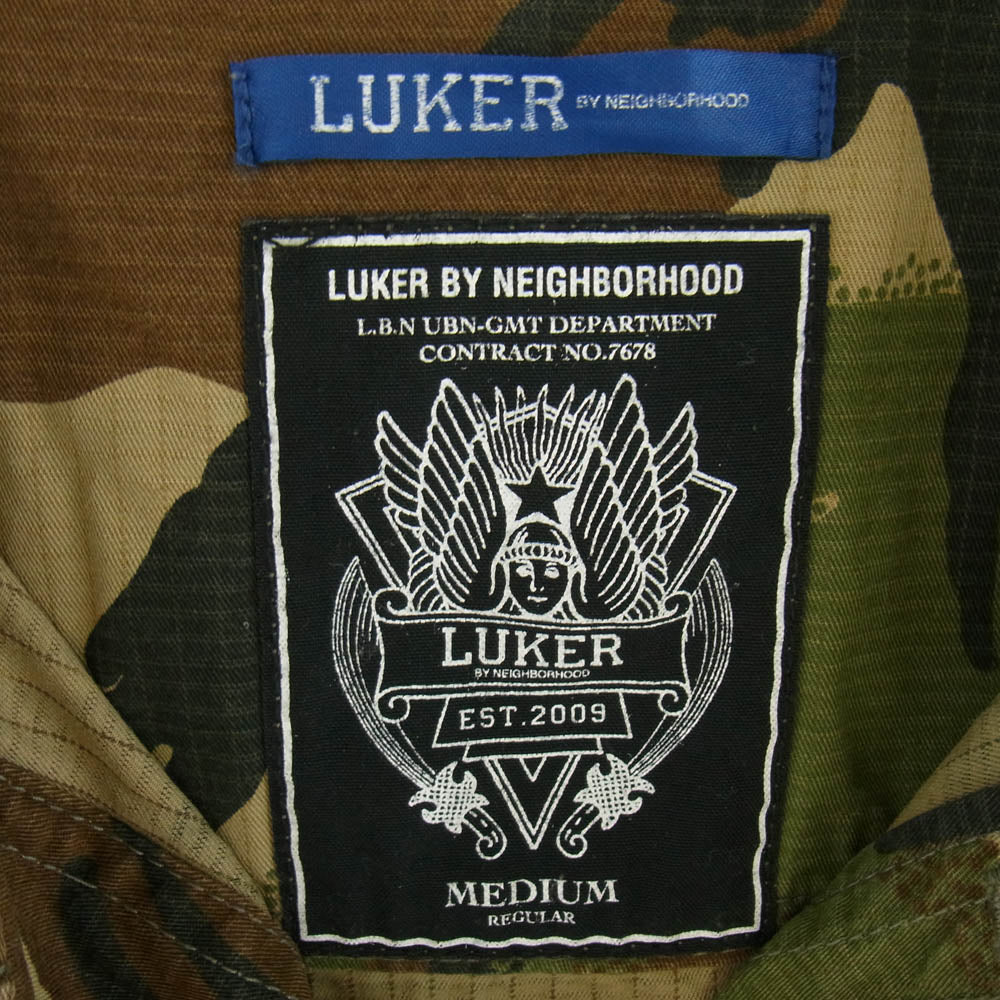 LUKER BY NEIGHBORHOOD
LUKER BY NEIGHBORHOOD
L.B.N UBN-GMT DEPARTMENT
CONTRACT NO.7678
LUKER
BY NEIGHBORHOOD
EST.2009
MEDIUM
REGULAR